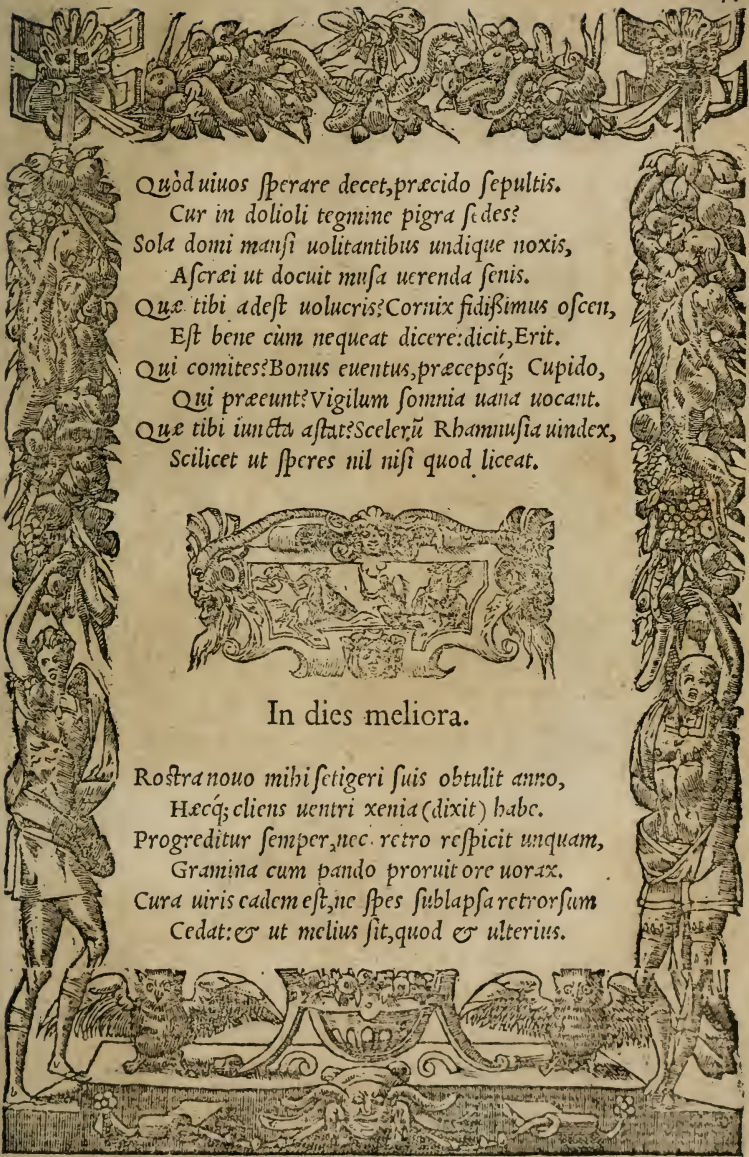 Quòd uiuos ſperare decet,præcido ſepultis.
Cur in dolioli tegmine pigra ſedes?
Sola domi manſi uolitantibus undique noxis,
Aſcræi ut docuit muſa uerenda ſenis.
Quæ tibi adeſt uolucris?Cornix fidißimus oſcen,
Eſt bene cùm nequeat dicere:dicit,Erit.
Qui comites?Bonus euentus,præcepsq́; Cupido,
Qui præeunt?Vigilum ſomnia uana uocant.
Quæ tibi iuncta aſtat?Scelerũ Rhamnuſia uindex,
Scilicet ut ſperes nil niſi quod liceat.
In dies meliora.
Roſtra nouo mihi ſetigeri ſuis obtulit anno,
Hæcq́; cliens uentri xenia (dixit) habe.
Progreditur ſemper,nec retro reſpicit unquam,
Gramina cum pando proruit ore uorax.
Cura uiris eadem eſt,ne ſpes ſublapſa retrorſum
Cedat:& ut melius ſit,quod & ulterius.